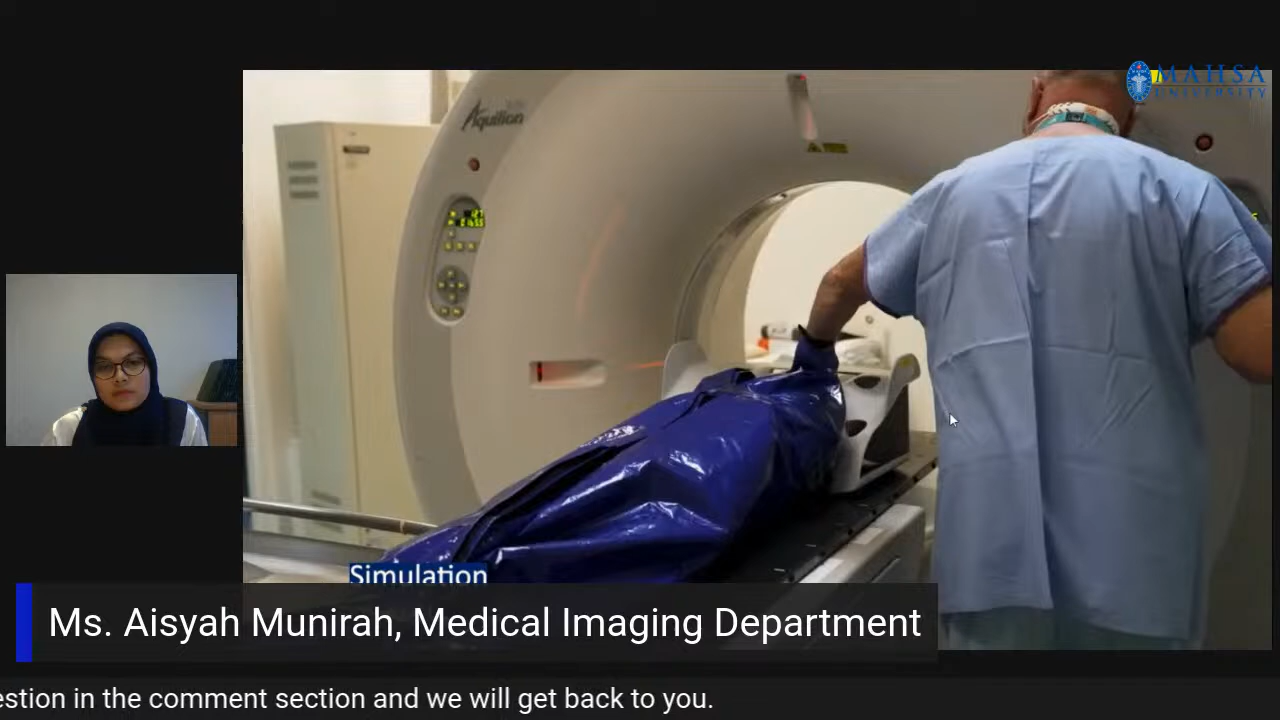 MAHSA
UNIVERSITY
Aquilion
Simulation
Ms. Aisyah Munirah, Medical Imaging Department
estion in the comment section and we will get back to you.